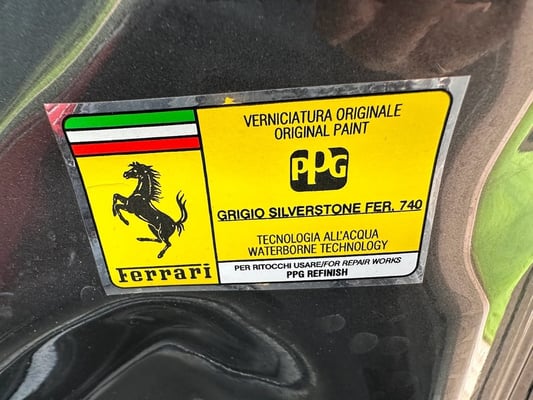 VERNICIATURA ORIGINALE
ORIGINAL PAINT
PPG
GRIGIO SILVERSTONE FER. 740
TECNOLOGIA ALL'ACQUA
WATERBORNE TECHNOLOGY
Ferrari
PER RITOCCHI USARE/FOR REPAIR WORKS
PPG REFINISH